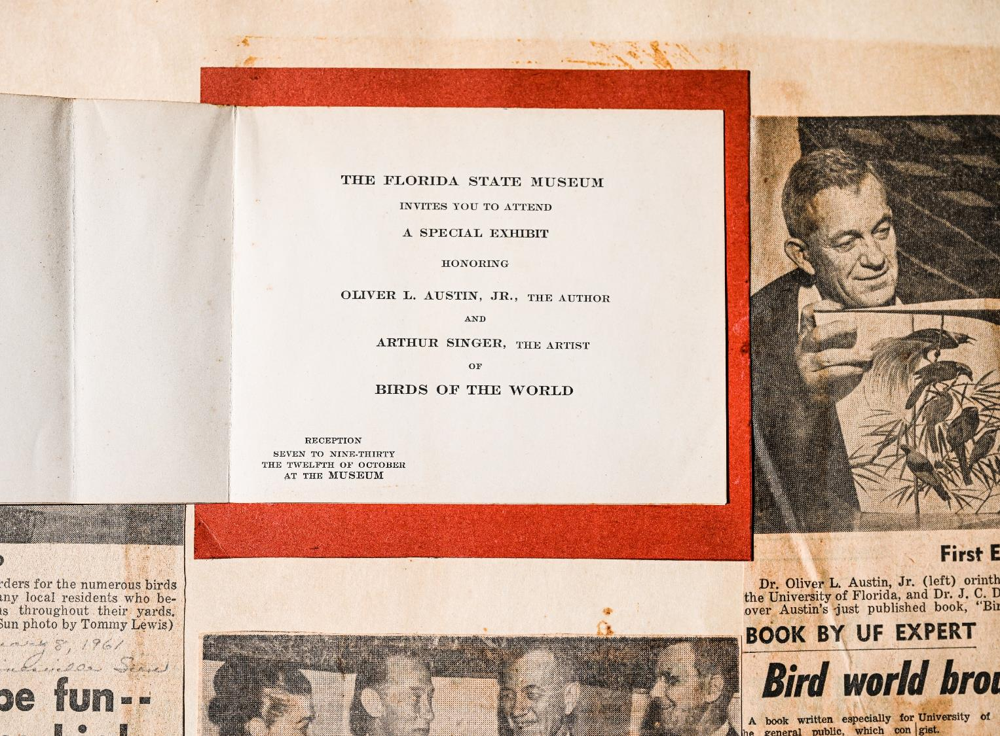 THE FLORIDA STATE MUSEUM
INVITES YOU TO ATTEND
A SPECIAL EXHIBIT
HONORING
OLIVER L. AUSTIN, JR., THE AUTHOR
AND
ARTHUR SINGER, THE ARTIST
OF
BIRDS OF THE WORLD
RECEPTION
SEVEN TO NINE-THIRTY
THE TWELFTH OF OCTOBER
AT THE MUSEUM
rders for the numerous birds
any local residents who be-
as throughout their yards.
Sun photo by Tommy Lewis)
8, 1961
Sun
be fun--
First E
Dr. Oliver L. Austin, Jr. (left) orinth
the University of Florida, and Dr. J. C. D
over Austin's just published book, "Bir
BOOK BY UF EXPERT
Bird world brou
A book written especially for
he general public, which con
University of
gist.